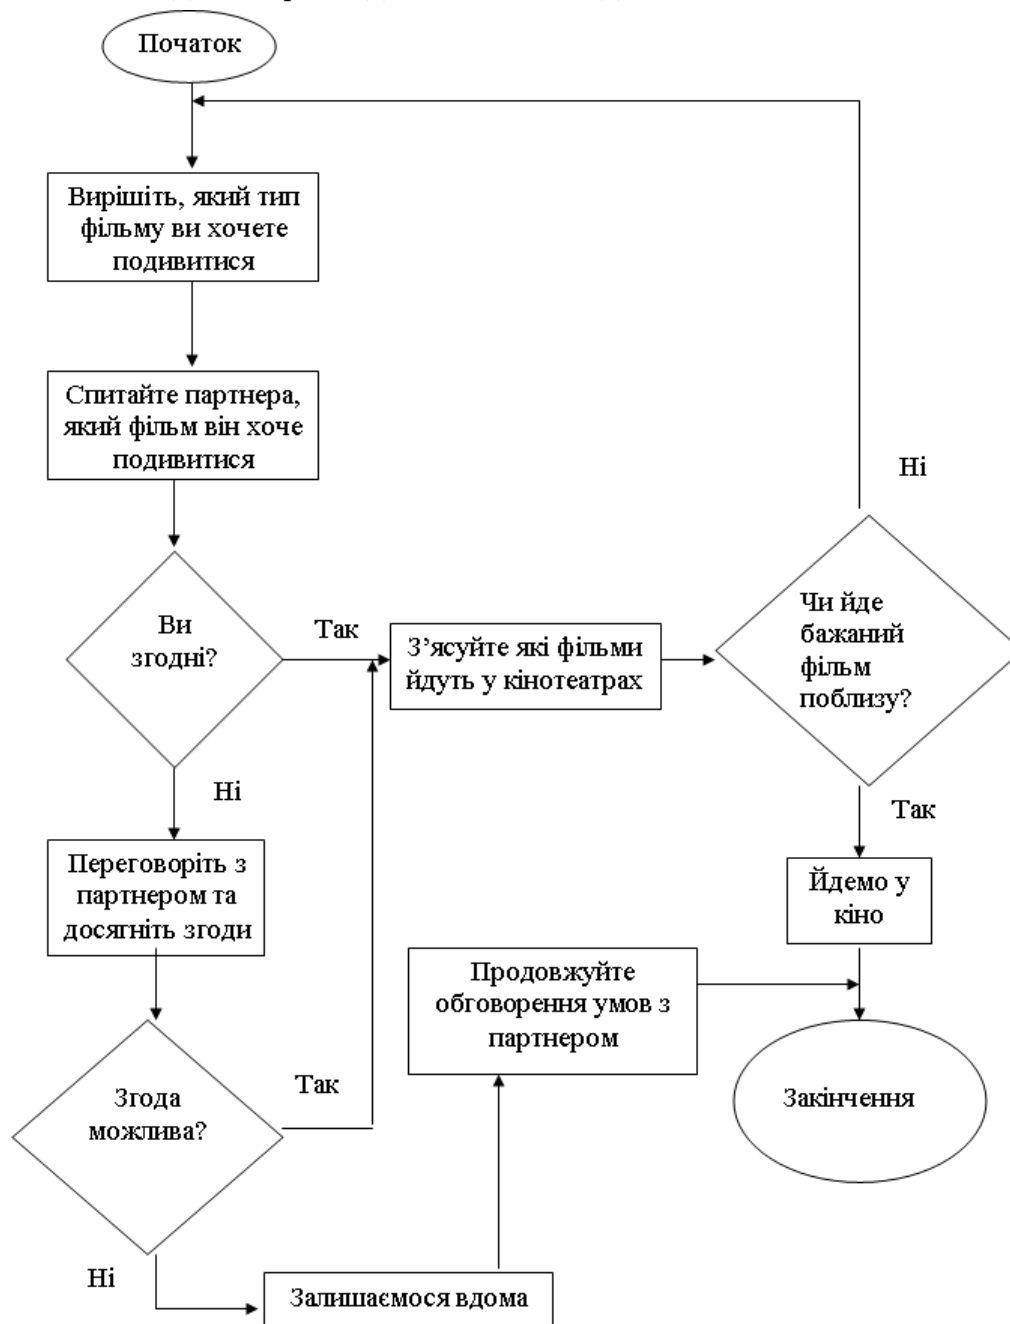 Початок
Вирішіть, який тип
фільму ви хочете
подивитися
Спитайте партнера,
який фільм він хоче
подивитися
Ні
Ви
згодні?
Так
З’ясуйте які фільми
йдуть у кінотеатрах
Чи йде
бажаний
фільм
поблизу?
Ні
Так
Переговоріть з
партнером та
досягніть згоди
Йдемо у
кіно
Продовжуйте
обговорення умов з
партнером
Згода
можлива?
Так
Закінчення
Ні
Залишаємося вдома